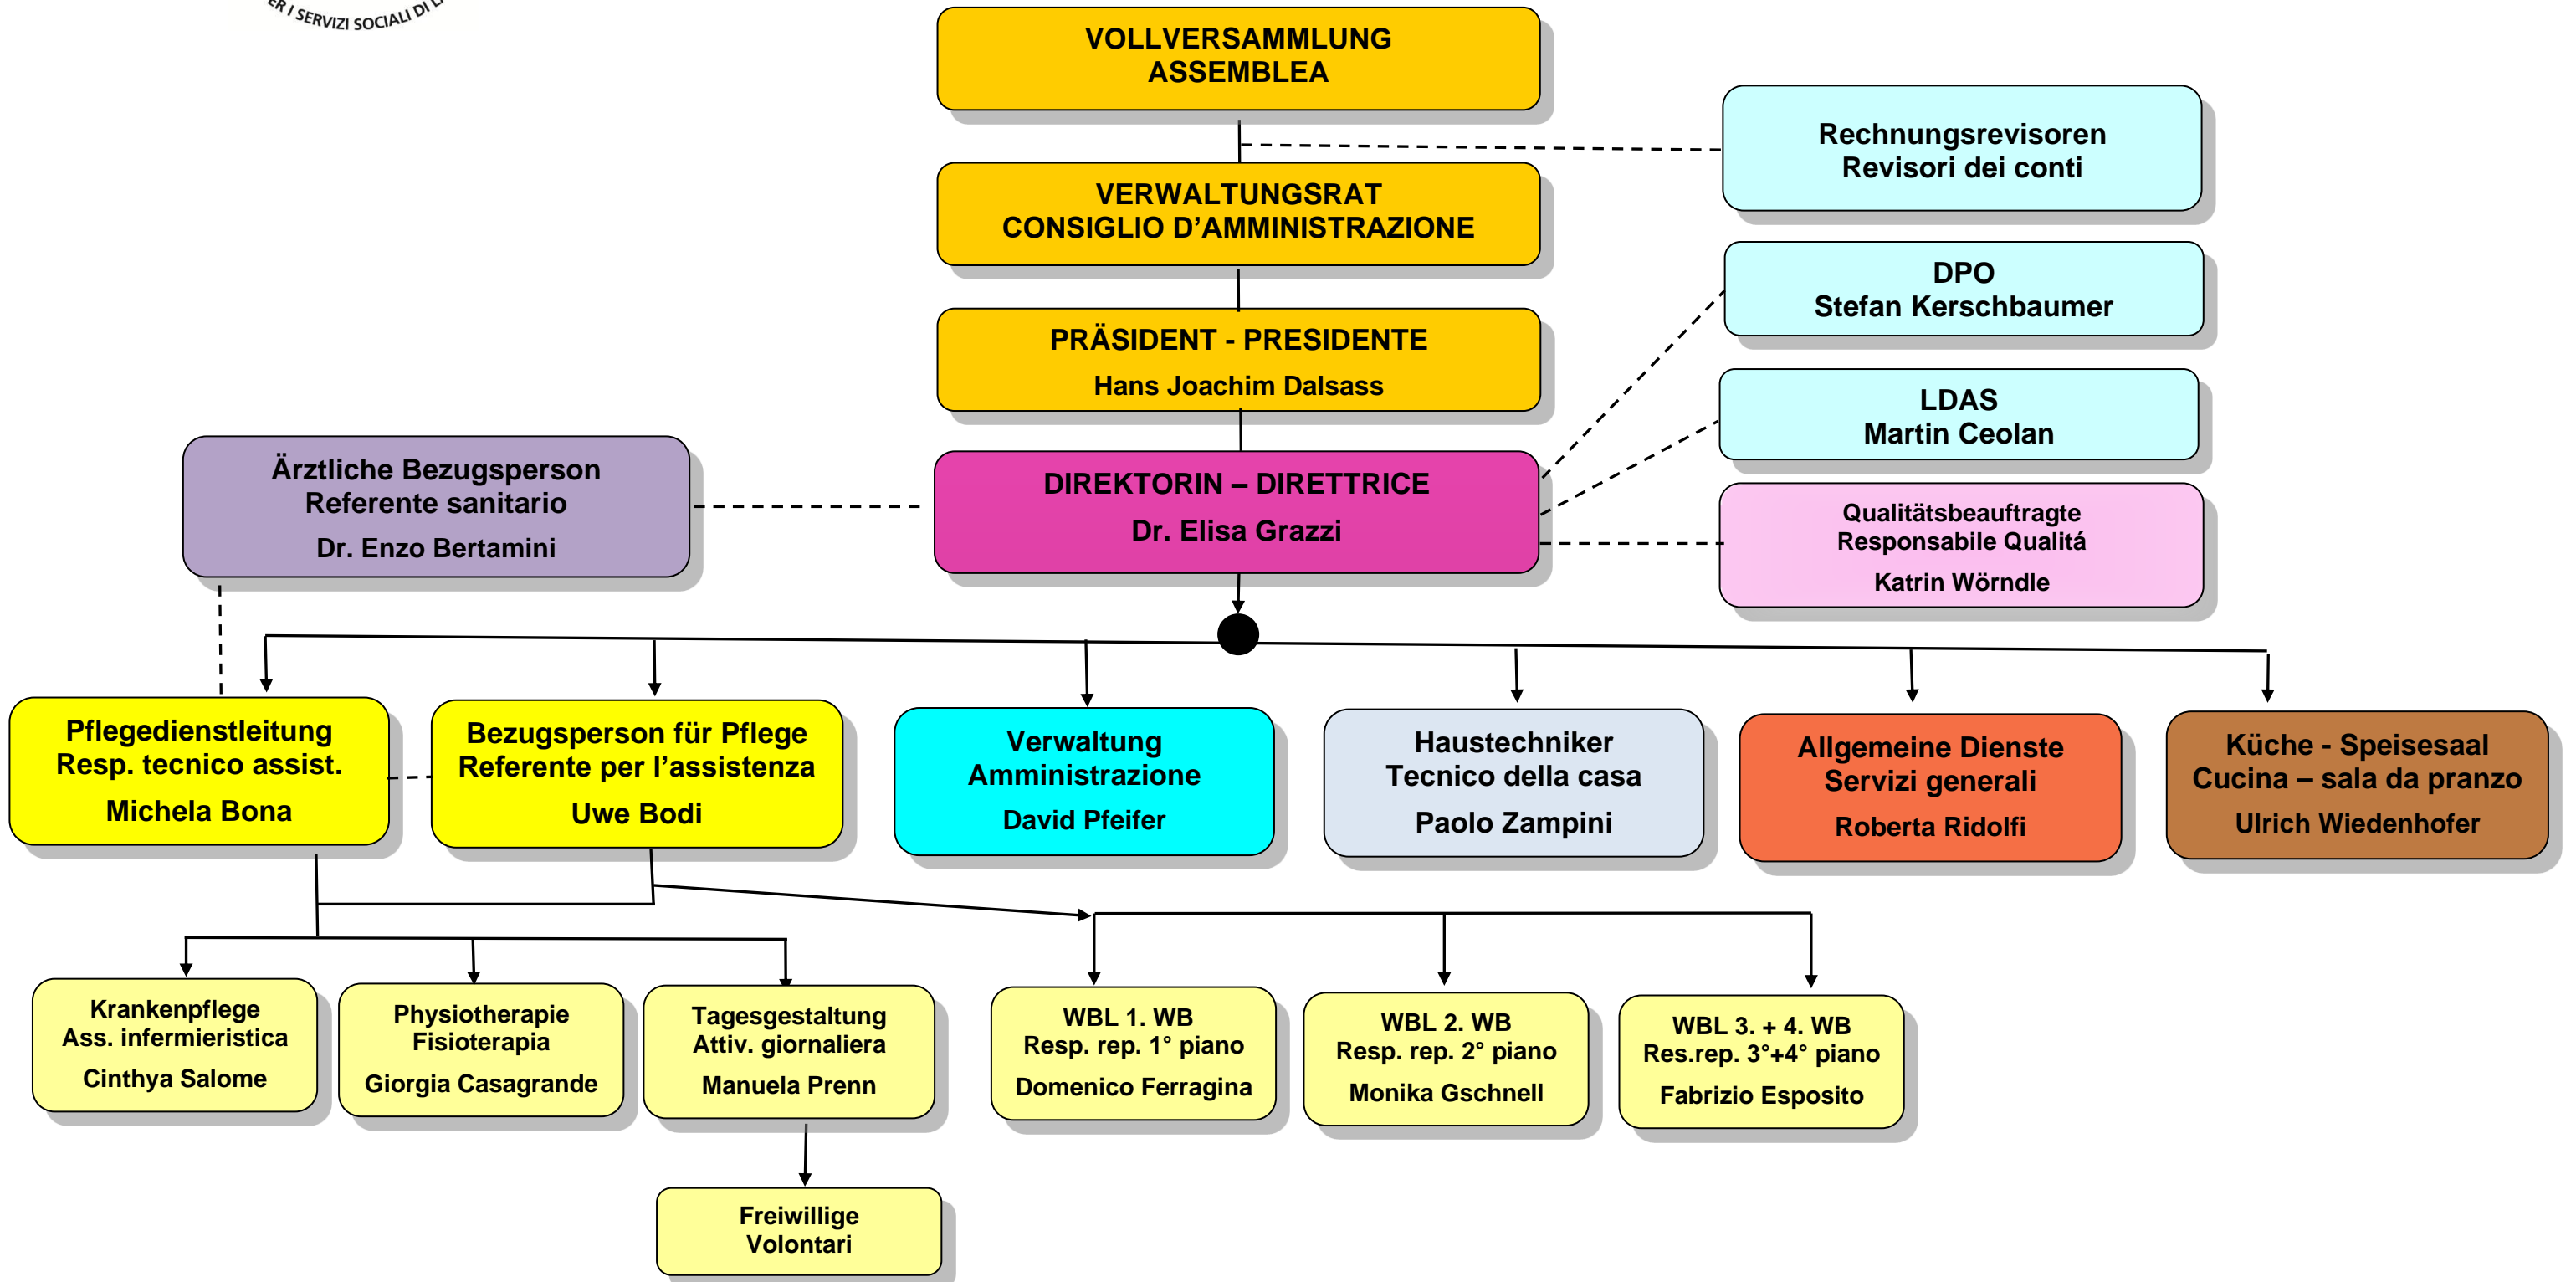 ER I SERVIZI SOCIALI DI
VOLLVERSAMMLUNG
ASSEMBLEA
Rechnungsrevisoren
Revisori dei conti
VERWALTUNGSRAT
CONSIGLIO D’AMMINISTRAZIONE
DPO
Stefan Kerschbaumer
PRÄSIDENT - PRESIDENTE
Hans Joachim Dalsass
LDAS
Martin Ceolan
Ärztliche Bezugsperson
Referente sanitario
Dr. Enzo Bertamini
DIREKTORIN – DIRETTRICE
Dr. Elisa Grazzi
Qualitätsbeauftragte
Responsabile Qualitá
Katrin Wörndle
Pflegedienstleitung
Resp. tecnico assist.
Michela Bona
Bezugsperson für Pflege
Referente per l’assistenza
Uwe Bodi
Verwaltung
Amministrazione
David Pfeifer
Haustechniker
Tecnico della casa
Paolo Zampini
Allgemeine Dienste
Servizi generali
Roberta Ridolfi
Küche - Speisesaal
Cucina – sala da pranzo
Ulrich Wiedenhofer
Krankenpflege
Ass. infermieristica
Cinthya Salome
Physiotherapie
Fisioterapia
Giorgia Casagrande
Tagesgestaltung
Attiv. giornaliera
Manuela Prenn
WBL 1. WB
Resp. rep. 1° piano
Domenico Ferragina
WBL 2. WB
Resp. rep. 2° piano
Monika Gschnell
WBL 3. + 4. WB
Res.rep. 3°+4° piano
Fabrizio Esposito
Freiwillige
Volontari